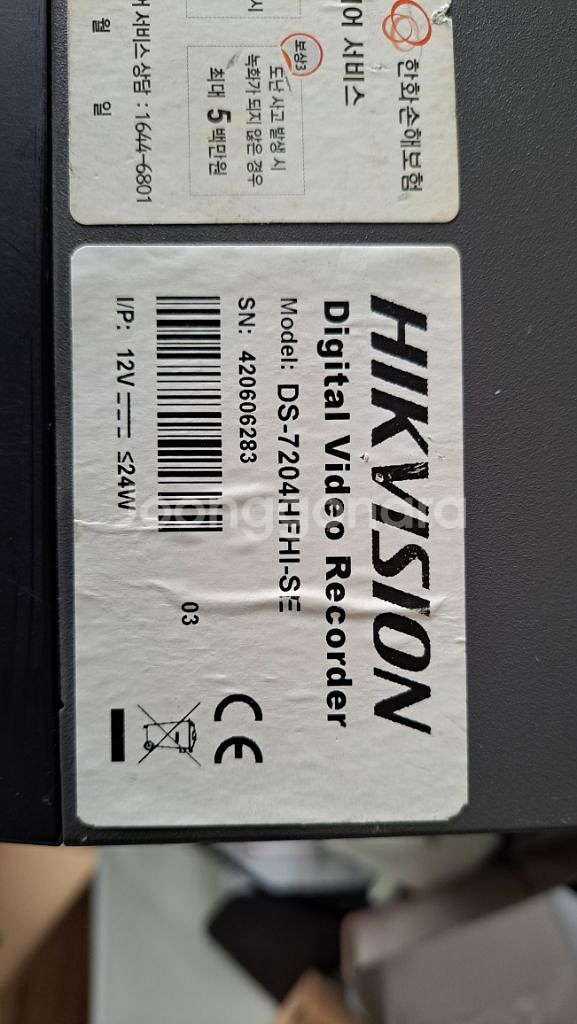 한화손해보험
어 서비스
보상3
시
도난 사고 발생 시
녹화가 되지 않은 경우
최대 5 백만원
서비스 상담 : 1644-6801
월 일
HIKVISION
Digital Video Recorder
Model: DS-7204HFHI-SE
SN: 420606283
03
I/P: 12V ⎓ ≤24W
CE